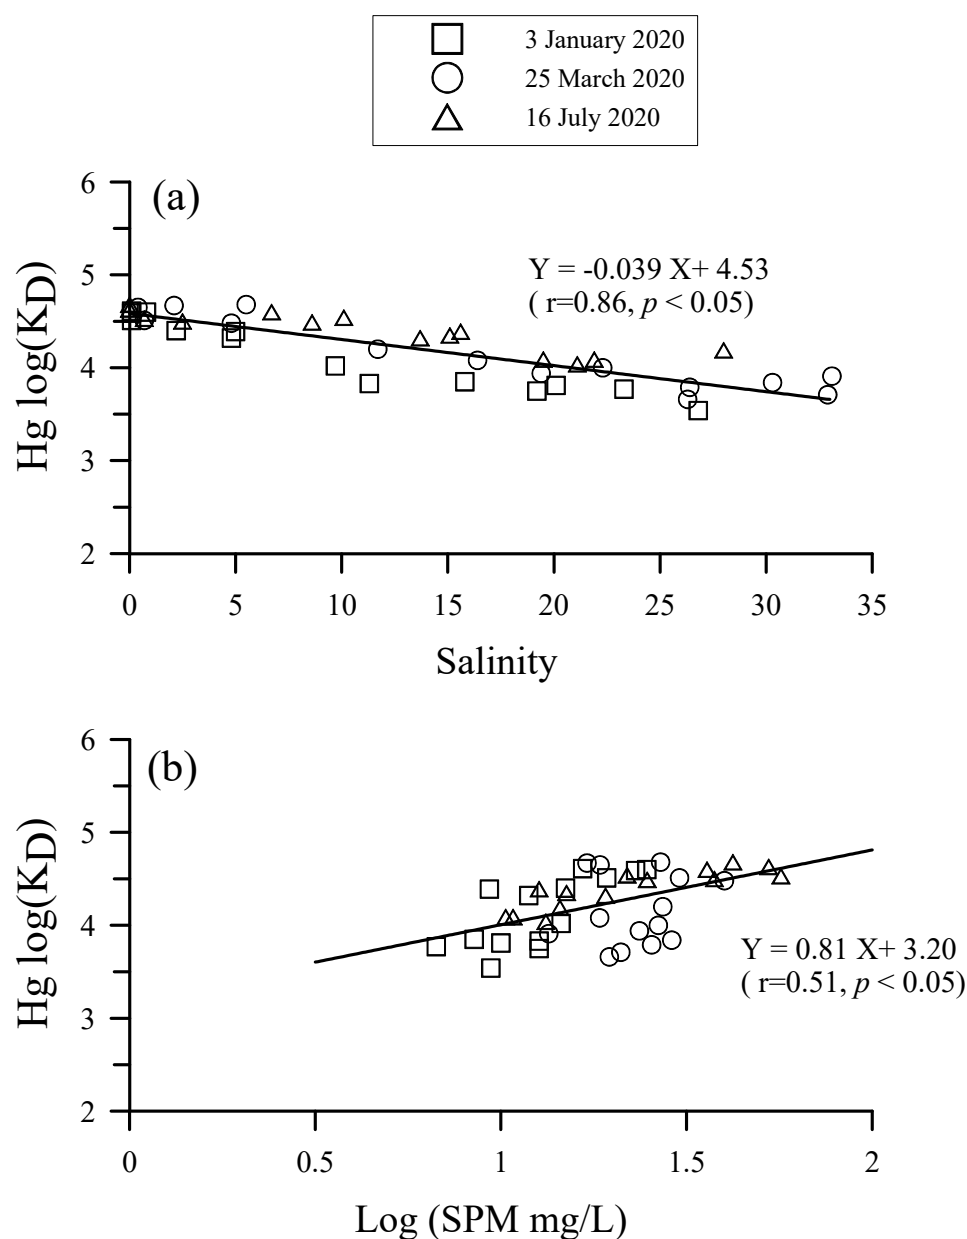 3 January 2020
25 March 2020
16 July 2020
(a)
6
5
4
3
2
Hg log(KD)
Y = -0.039 X+ 4.53
( r=0.86, p < 0.05)
0 5 10 15 20 25 30 35
Salinity
(b)
6
5
4
3
2
Hg log(KD)
Y = 0.81 X+ 3.20
( r=0.51, p < 0.05)
0 0.5 1 1.5 2
Log (SPM mg/L)